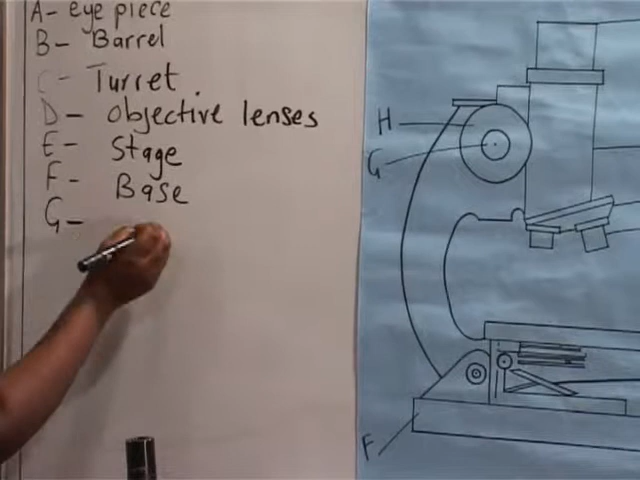 A- eye piece
B- Barrel
C- Turret
D- Objective lenses
E- Stage
F- Base
G-
H
G
F